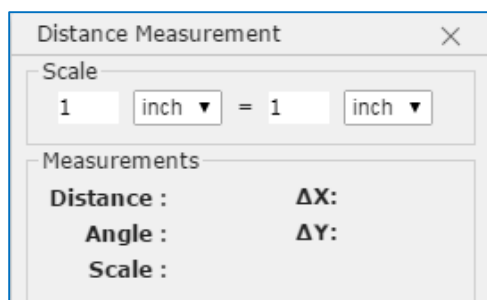 Distance Measurement
Scale
1 inch = 1 inch
Measurements
Distance : ΔX:
Angle : ΔY:
Scale :